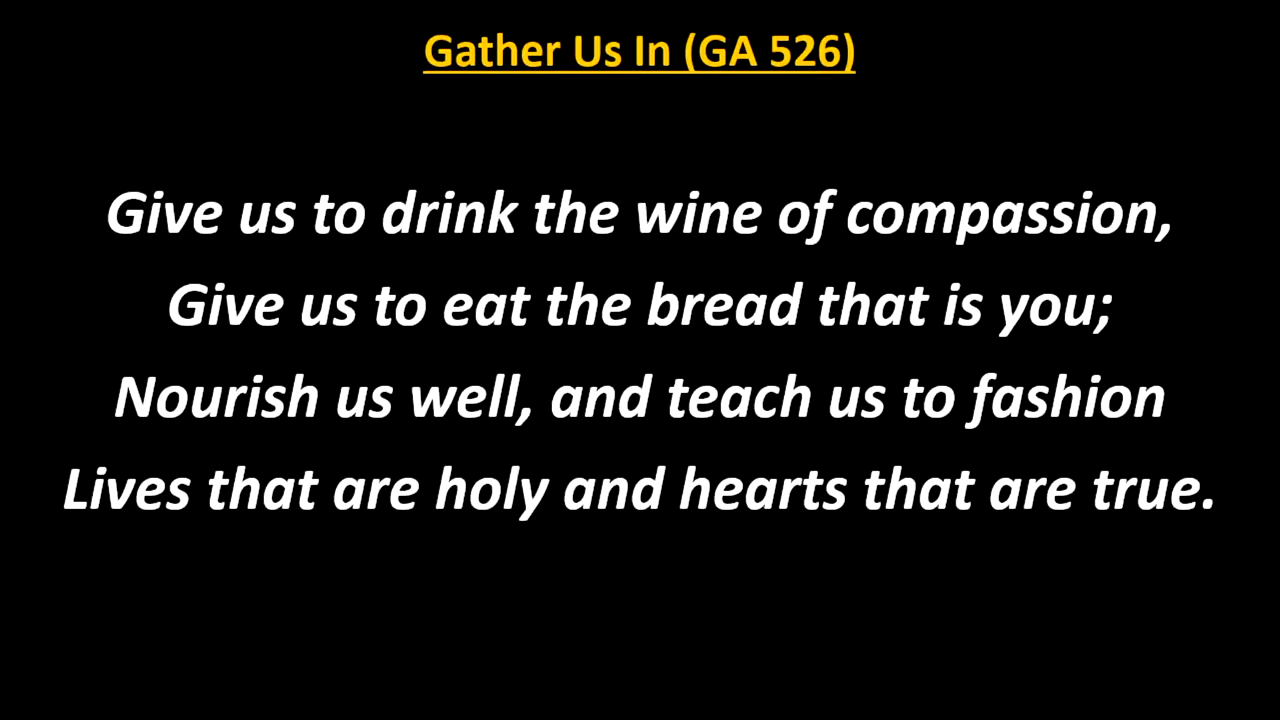 Gather Us In (GA 526)
Give us to drink the wine of compassion,
Give us to eat the bread that is you;
Nourish us well, and teach us to fashion
Lives that are holy and hearts that are true.